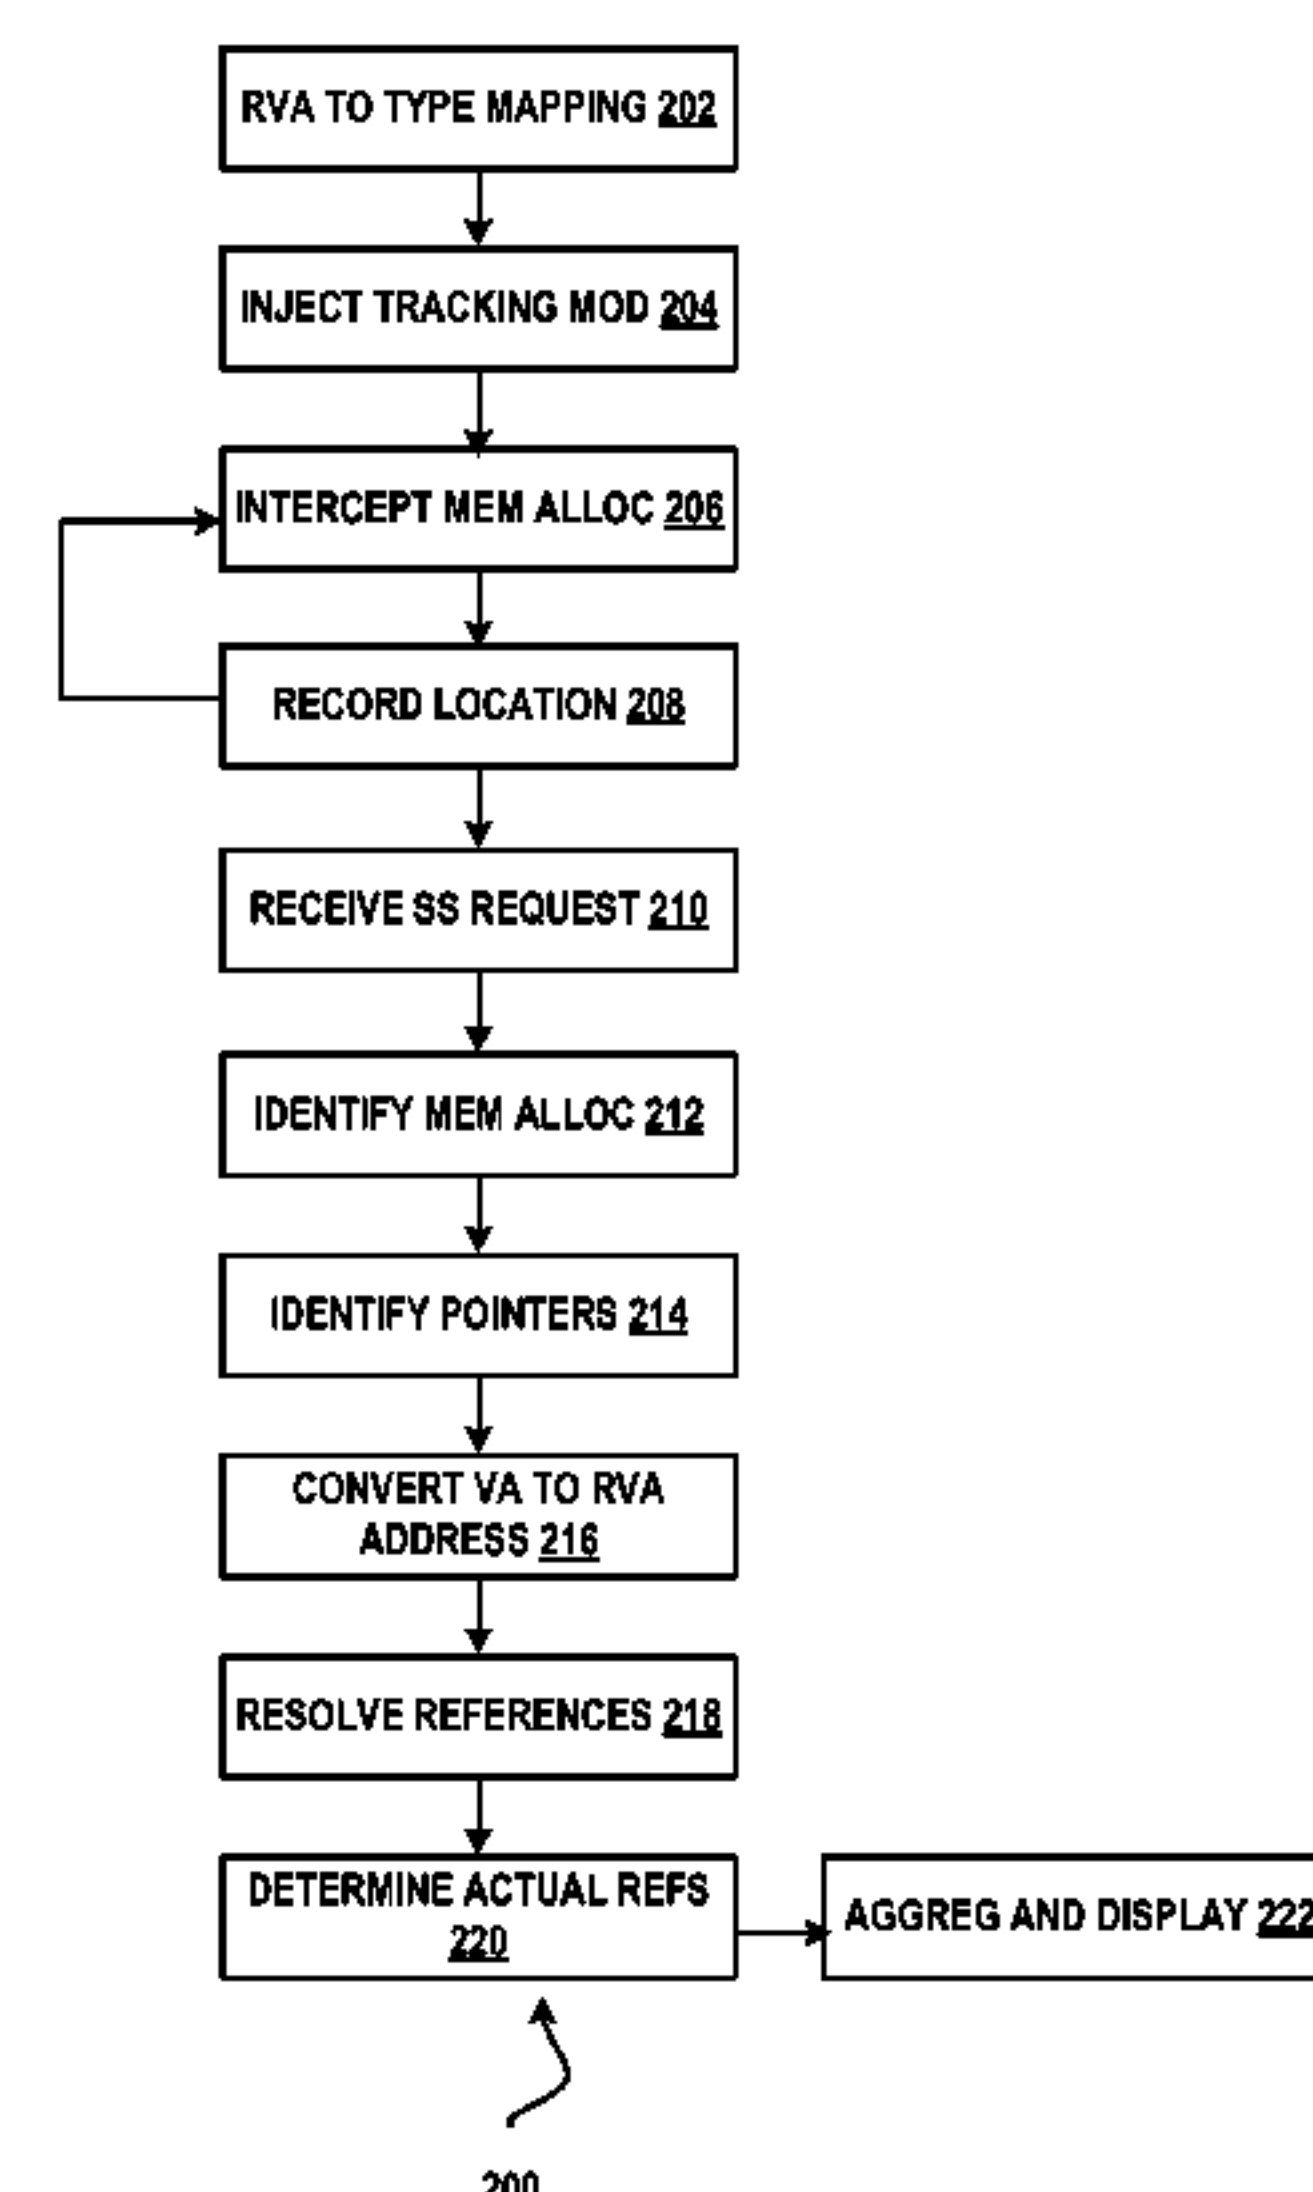 RVA TO TYPE MAPPING 202
INJECT TRACKING MOD 204
INTERCEPT MEM ALLOC 206
RECORD LOCATION 208
RECEIVE SS REQUEST 210
IDENTIFY MEM ALLOC 212
IDENTIFY POINTERS 214
CONVERT VA TO RVA
ADDRESS 216
RESOLVE REFERENCES 218
DETERMINE ACTUAL REFS
220
AGGREG AND DISPLAY 222
200